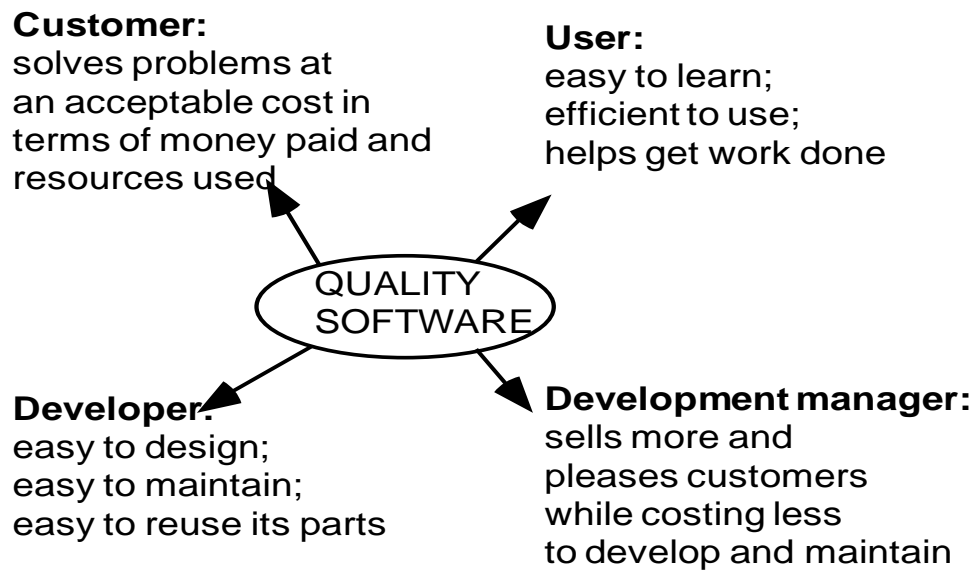 Customer:
solves problems at
an acceptable cost in
terms of money paid and
resources used
User:
easy to learn;
efficient to use;
helps get work done
QUALITY
SOFTWARE
Developer:
easy to design;
easy to maintain;
easy to reuse its parts
Development manager:
sells more and
pleases customers
while costing less
to develop and maintain